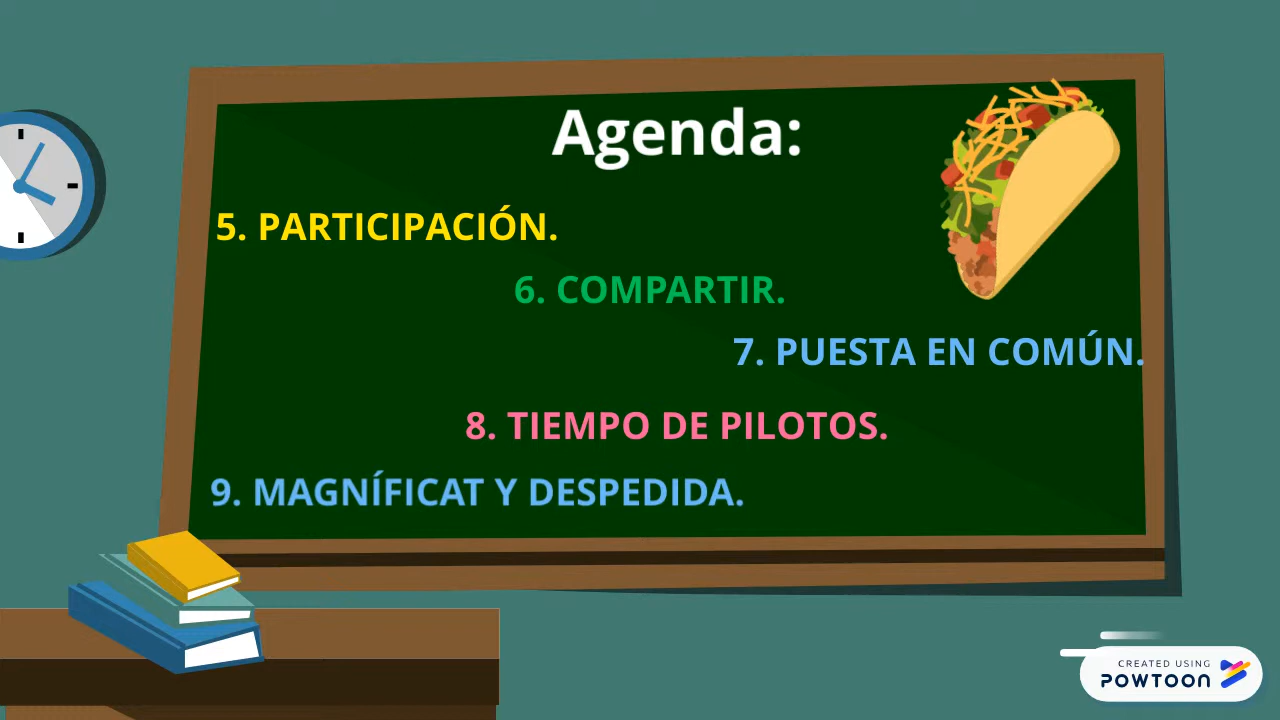 Agenda:
5. PARTICIPACIÓN.
6. COMPARTIR.
7. PUESTA EN COMÚN.
8. TIEMPO DE PILOTOS.
9. MAGNÍFICAT Y DESPEDIDA.
CREATED USING
POWTOON